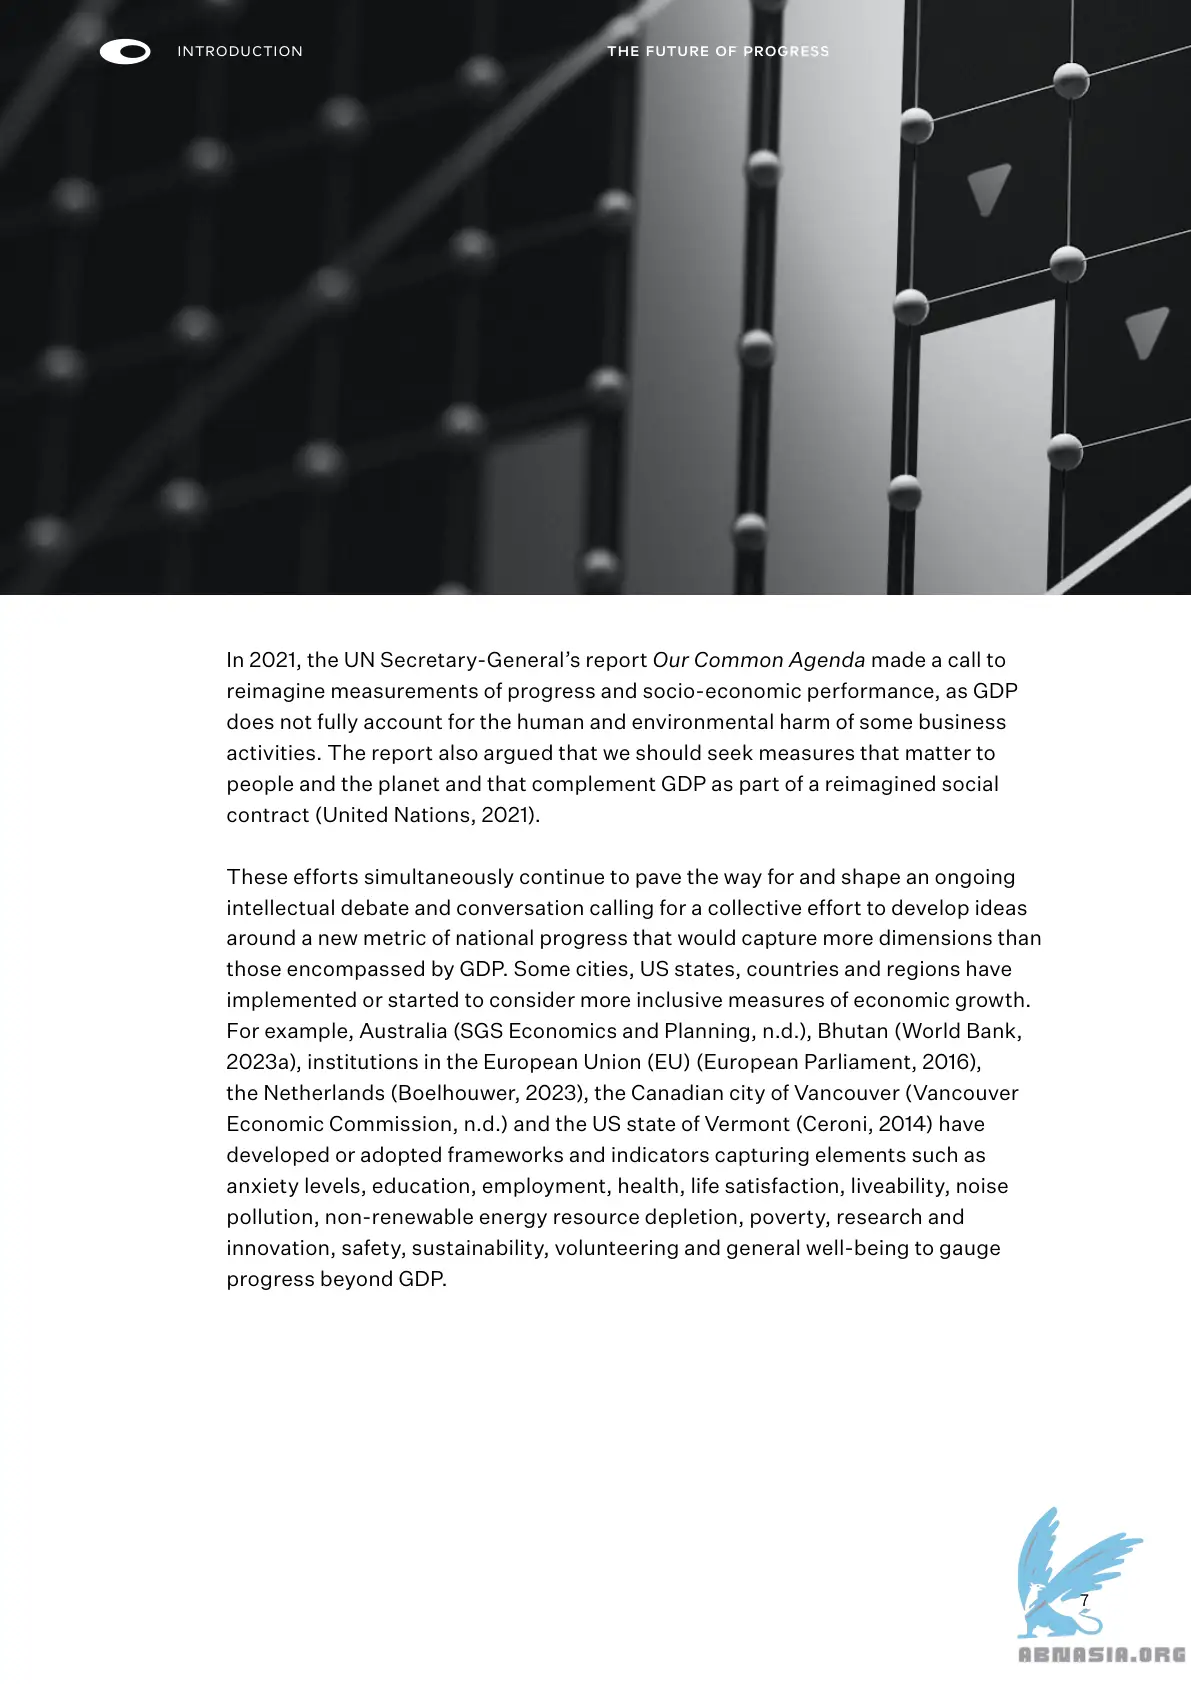 INTRODUCTION
THE FUTURE OF PROGRESS
In 2021, the UN Secretary-General’s report Our Common Agenda made a call to
reimagine measurements of progress and socio-economic performance, as GDP
does not fully account for the human and environmental harm of some business
activities. The report also argued that we should seek measures that matter to
people and the planet and that complement GDP as part of a reimagined social
contract (United Nations, 2021).
These efforts simultaneously continue to pave the way for and shape an ongoing
intellectual debate and conversation calling for a collective effort to develop ideas
around a new metric of national progress that would capture more dimensions than
those encompassed by GDP. Some cities, US states, countries and regions have
implemented or started to consider more inclusive measures of economic growth.
For example, Australia (SGS Economics and Planning, n.d.), Bhutan (World Bank,
2023a), institutions in the European Union (EU) (European Parliament, 2016),
the Netherlands (Boelhouwer, 2023), the Canadian city of Vancouver (Vancouver
Economic Commission, n.d.) and the US state of Vermont (Ceroni, 2014) have
developed or adopted frameworks and indicators capturing elements such as
anxiety levels, education, employment, health, life satisfaction, liveability, noise
pollution, non-renewable energy resource depletion, poverty, research and
innovation, safety, sustainability, volunteering and general well-being to gauge
progress beyond GDP.
7
ABNASIA.ORG